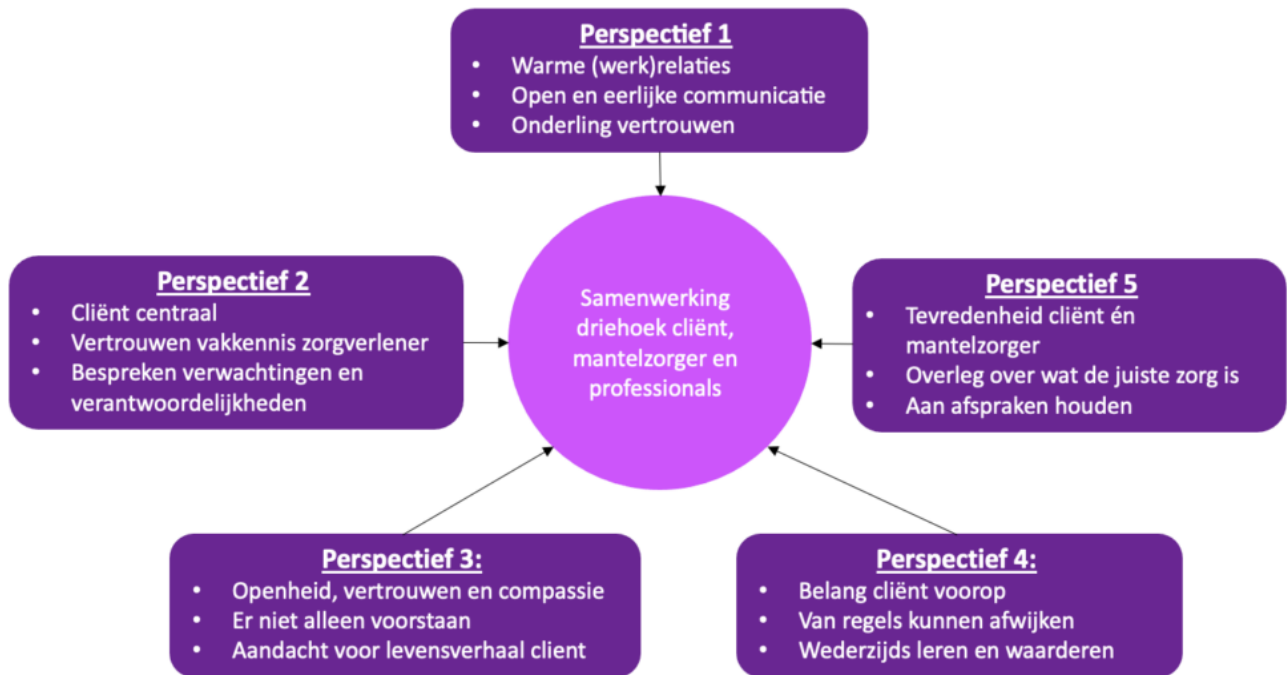 Perspectief 1
• Warme (werk)relaties
• Open en eerlijke communicatie
• Onderling vertrouwen
Perspectief 2
• Cliënt centraal
• Vertrouwen vakkennis zorgverlener
• Bespreken verwachtingen en
verantwoordelijkheden
Samenwerking
driehoek cliënt,
mantelzorger en
professionals
Perspectief 5
• Tevredenheid cliënt én
mantelzorger
• Overleg over wat de juiste zorg is
• Aan afspraken houden
Perspectief 3:
• Openheid, vertrouwen en compassie
• Er niet alleen voorstaan
• Aandacht voor levensverhaal client
Perspectief 4:
• Belang cliënt voorop
• Van regels kunnen afwijken
• Wederzijds leren en waarderen